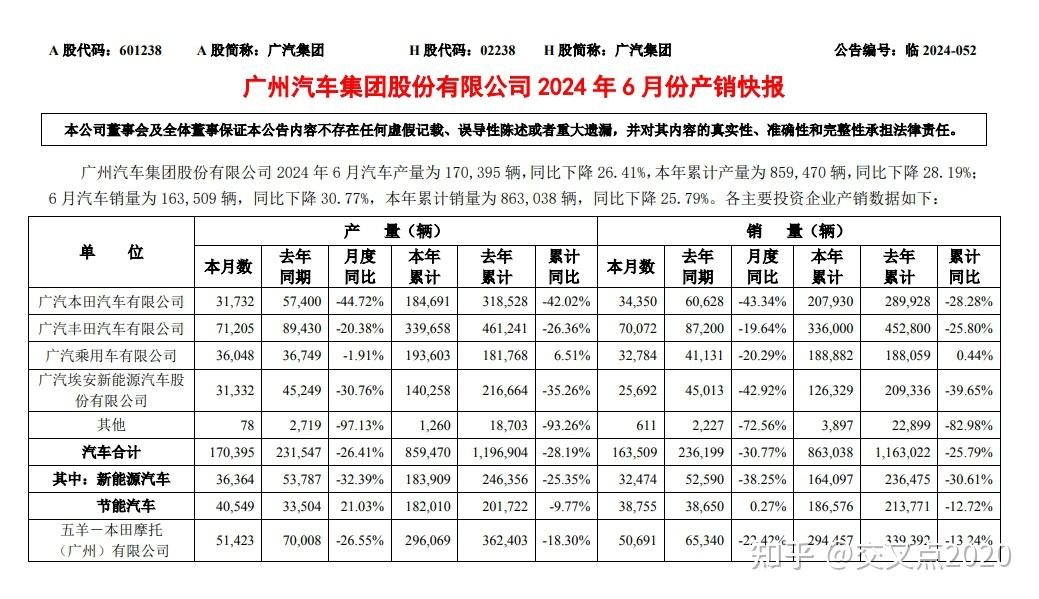 A 股代码：601238 A 股简称：广汽集团 H 股代码：02238 H 股简称：广汽集团 公告编号：临 2024-052
广州汽车集团股份有限公司 2024 年 6 月份产销快报
本公司董事会及全体董事保证本公告内容不存在任何虚假记载、误导性陈述或者重大遗漏，并对其内容的真实性、准确性和完整性承担法律责任。
广州汽车集团股份有限公司 2024 年 6 月汽车产量为 170,395 辆，同比下降 26.41%，本年累计产量为 859,470 辆，同比下降 28.19%；
6 月汽车销量为 163,509 辆，同比下降 30.77%，本年累计销量为 863,038 辆，同比下降 25.79%。各主要投资企业产销数据如下：
单 位 产 量（辆） 销 量（辆）
本月数 去年同期 月度同比 本年累计 去年累计 累计同比 本月数 去年同期 月度同比 本年累计 去年累计 累计同比
广汽本田汽车有限公司 31,732 57,400 -44.72% 184,691 318,528 -42.02% 34,350 60,628 -43.34% 207,930 289,928 -28.28%
广汽丰田汽车有限公司 71,205 89,430 -20.38% 339,658 461,241 -26.36% 70,072 87,200 -19.64% 336,000 452,800 -25.80%
广汽乘用车有限公司 36,048 36,749 -1.91% 193,603 181,768 6.51% 32,784 41,131 -20.29% 188,882 188,059 0.44%
广汽埃安新能源汽车股份有限公司 31,332 45,249 -30.76% 140,258 216,664 -35.26% 25,692 45,013 -42.92% 126,329 209,336 -39.65%
其他 78 2,719 -97.13% 1,260 18,703 -93.26% 611 2,227 -72.56% 3,897 22,899 -82.98%
汽车合计 170,395 231,547 -26.41% 859,470 1,196,904 -28.19% 163,509 236,199 -30.77% 863,038 1,163,022 -25.79%
其中：新能源汽车 36,364 53,787 -32.39% 183,909 246,356 -25.35% 32,474 52,590 -38.25% 164,097 236,475 -30.61%
节能汽车 40,549 33,504 21.03% 182,010 201,722 -9.77% 38,755 38,650 0.27% 186,576 213,771 -12.72%
五羊－本田摩托（广州）有限公司 51,423 70,008 -26.55% 296,069 362,403 -18.30% 50,691 65,340 -22.42% 294,457 339,392 -13.24%
知乎 @交叉点2020